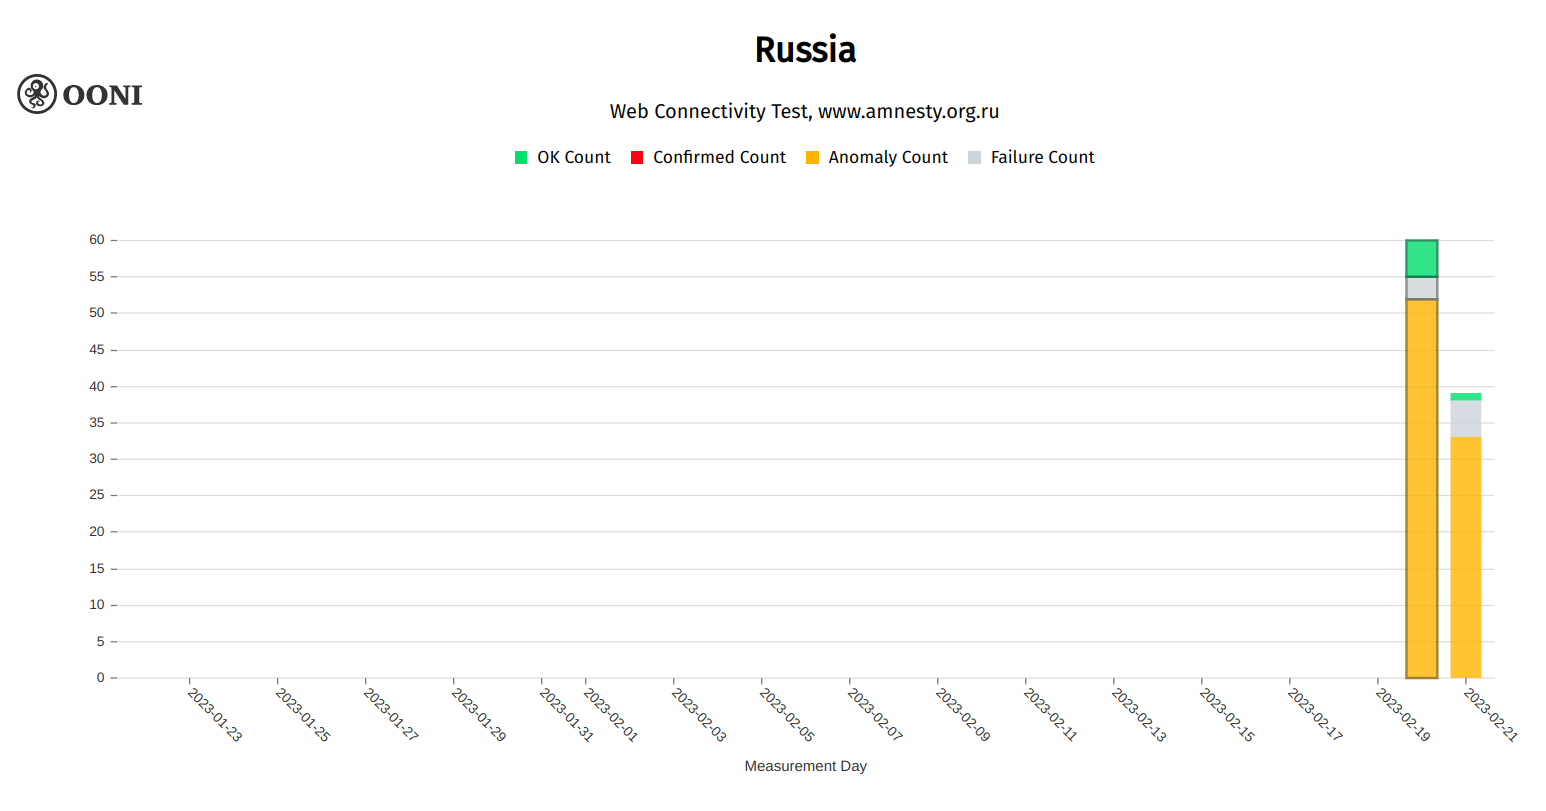 Russia
OONI
Web Connectivity Test, www.amnesty.org.ru
OK Count Confirmed Count Anomaly Count Failure Count
60
55
50
45
40
35
30
25
20
15
10
5
0
2023-01-23 2023-01-25 2023-01-27 2023-01-29 2023-01-31 2023-02-01 2023-02-03 2023-02-05 2023-02-07 2023-02-09 2023-02-11 2023-02-13 2023-02-15 2023-02-17 2023-02-19 2023-02-21
Measurement Day